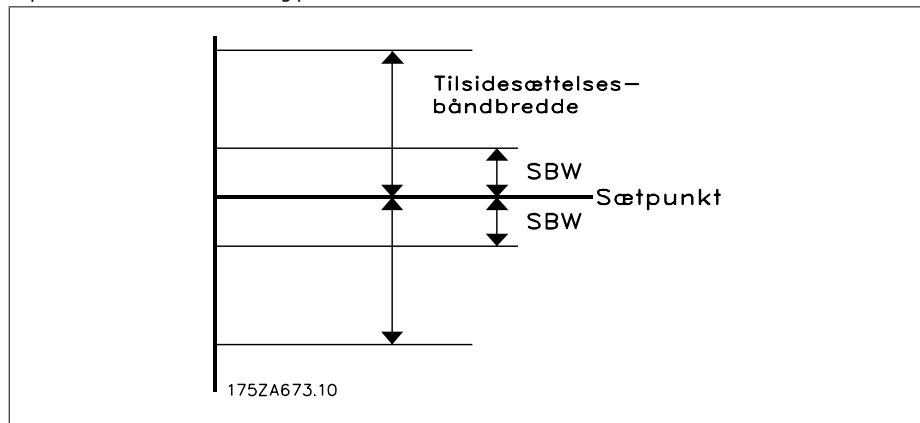 Tilsidesættelses–
båndbredde
SBW
Sætpunkt
SBW
175ZA673.10